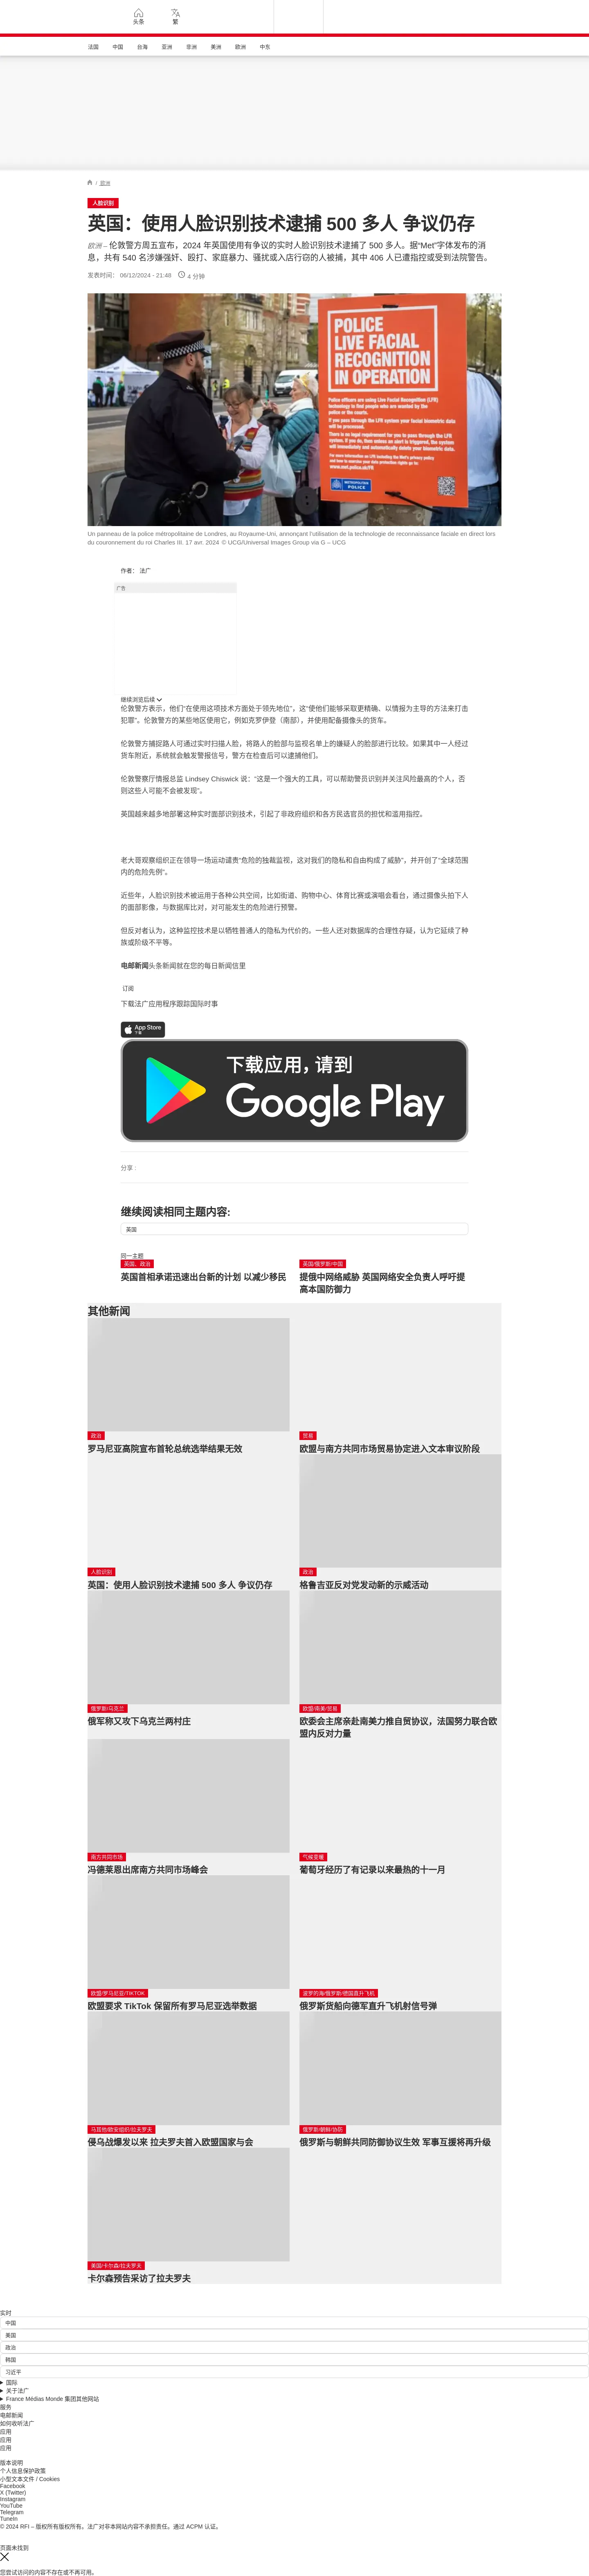 头条
繁
法国 中国 台海 亚洲 非洲 美洲 欧洲 中东
/ 欧洲
人脸识别
英国：使用人脸识别技术逮捕 500 多人 争议仍存
欧洲 – 伦敦警方周五宣布，2024 年英国使用有争议的实时人脸识别技术逮捕了 500 多人。据“Met”字体发布的消
息，共有 540 名涉嫌强奸、殴打、家庭暴力、骚扰或入店行窃的人被捕，其中 406 人已遭指控或受到法院警告。
发表时间： 06/12/2024 - 21:48 4 分钟
POLICE
LIVE FACIAL
RECOGNITION
IN OPERATION
METROPOLITAN
POLICE
Un panneau de la police métropolitaine de Londres, au Royaume-Uni, annonçant l'utilisation de la technologie de reconnaissance faciale en direct lors
du couronnement du roi Charles III. 17 avr. 2024 © UCG/Universal Images Group via G – UCG
作者： 法广
广告
继续浏览后续
伦敦警方表示，他们“在使用这项技术方面处于领先地位”，这“使他们能够采取更精确、以情报为主导的方法来打击
犯罪”。伦敦警方的某些地区使用它，例如克罗伊登（南部），并使用配备摄像头的货车。
伦敦警方捕捉路人可通过实时扫描人脸，将路人的脸部与监视名单上的嫌疑人的脸部进行比较。如果其中一人经过
货车附近，系统就会触发警报信号，警方在检查后可以逮捕他们。
伦敦警察厅情报总监 Lindsey Chiswick 说：“这是一个强大的工具，可以帮助警员识别并关注风险最高的个人，否
则这些人可能不会被发现”。
英国越来越多地部署这种实时面部识别技术，引起了非政府组织和各方民选官员的担忧和滥用指控。
老大哥观察组织正在领导一场运动谴责“危险的独裁监视，这对我们的隐私和自由构成了威胁”，并开创了“全球范围
内的危险先例”。
近些年，人脸识别技术被运用于各种公共空间，比如街道、购物中心、体育比赛或演唱会看台，通过摄像头拍下人
的面部影像，与数据库比对，对可能发生的危险进行预警。
但反对者认为，这种监控技术是以牺牲普通人的隐私为代价的。一些人还对数据库的合理性存疑，认为它延续了种
族或阶级不平等。
电邮新闻头条新闻就在您的每日新闻信里
订阅
下载法广应用程序跟踪国际时事
App Store
下载
下载应用，请到
Google Play
分享 :
继续阅读相同主题内容:
英国
同一主题
英国、政治
英国首相承诺迅速出台新的计划 以减少移民
英国/俄罗斯/中国
提俄中网络威胁 英国网络安全负责人呼吁提
高本国防御力
其他新闻
政治
罗马尼亚高院宣布首轮总统选举结果无效
贸易
欧盟与南方共同市场贸易协定进入文本审议阶段
人脸识别
英国：使用人脸识别技术逮捕 500 多人 争议仍存
政治
格鲁吉亚反对党发动新的示威活动
俄罗斯/乌克兰
俄军称又攻下乌克兰两村庄
欧盟/南美/贸易
欧委会主席亲赴南美力推自贸协议，法国努力联合欧
盟内反对力量
南方共同市场
冯德莱恩出席南方共同市场峰会
气候变暖
葡萄牙经历了有记录以来最热的十一月
欧盟/罗马尼亚/TIKTOK
欧盟要求 TikTok 保留所有罗马尼亚选举数据
波罗的海/俄罗斯/德国直升飞机
俄罗斯货船向德军直升飞机射信号弹
马耳他/欧安组织/拉夫罗夫
侵乌战爆发以来 拉夫罗夫首入欧盟国家与会
俄罗斯/朝鲜/协防
俄罗斯与朝鲜共同防御协议生效 军事互援将再升级
美国/卡尔森/拉夫罗夫
卡尔森预告采访了拉夫罗夫
实时
中国
美国
政治
韩国
习近平
国际
关于法广
France Médias Monde 集团其他网站
服务
电邮新闻
如何收听法广
应用
应用
应用
版本说明
个人信息保护政策
小型文本文件 / Cookies
Facebook
X (Twitter)
Instagram
YouTube
Telegram
TuneIn
© 2024 RFI – 版权所有版权所有。法广对非本网站内容不承担责任。通过 ACPM 认证。
页面未找到
您尝试访问的内容不存在或不再可用。